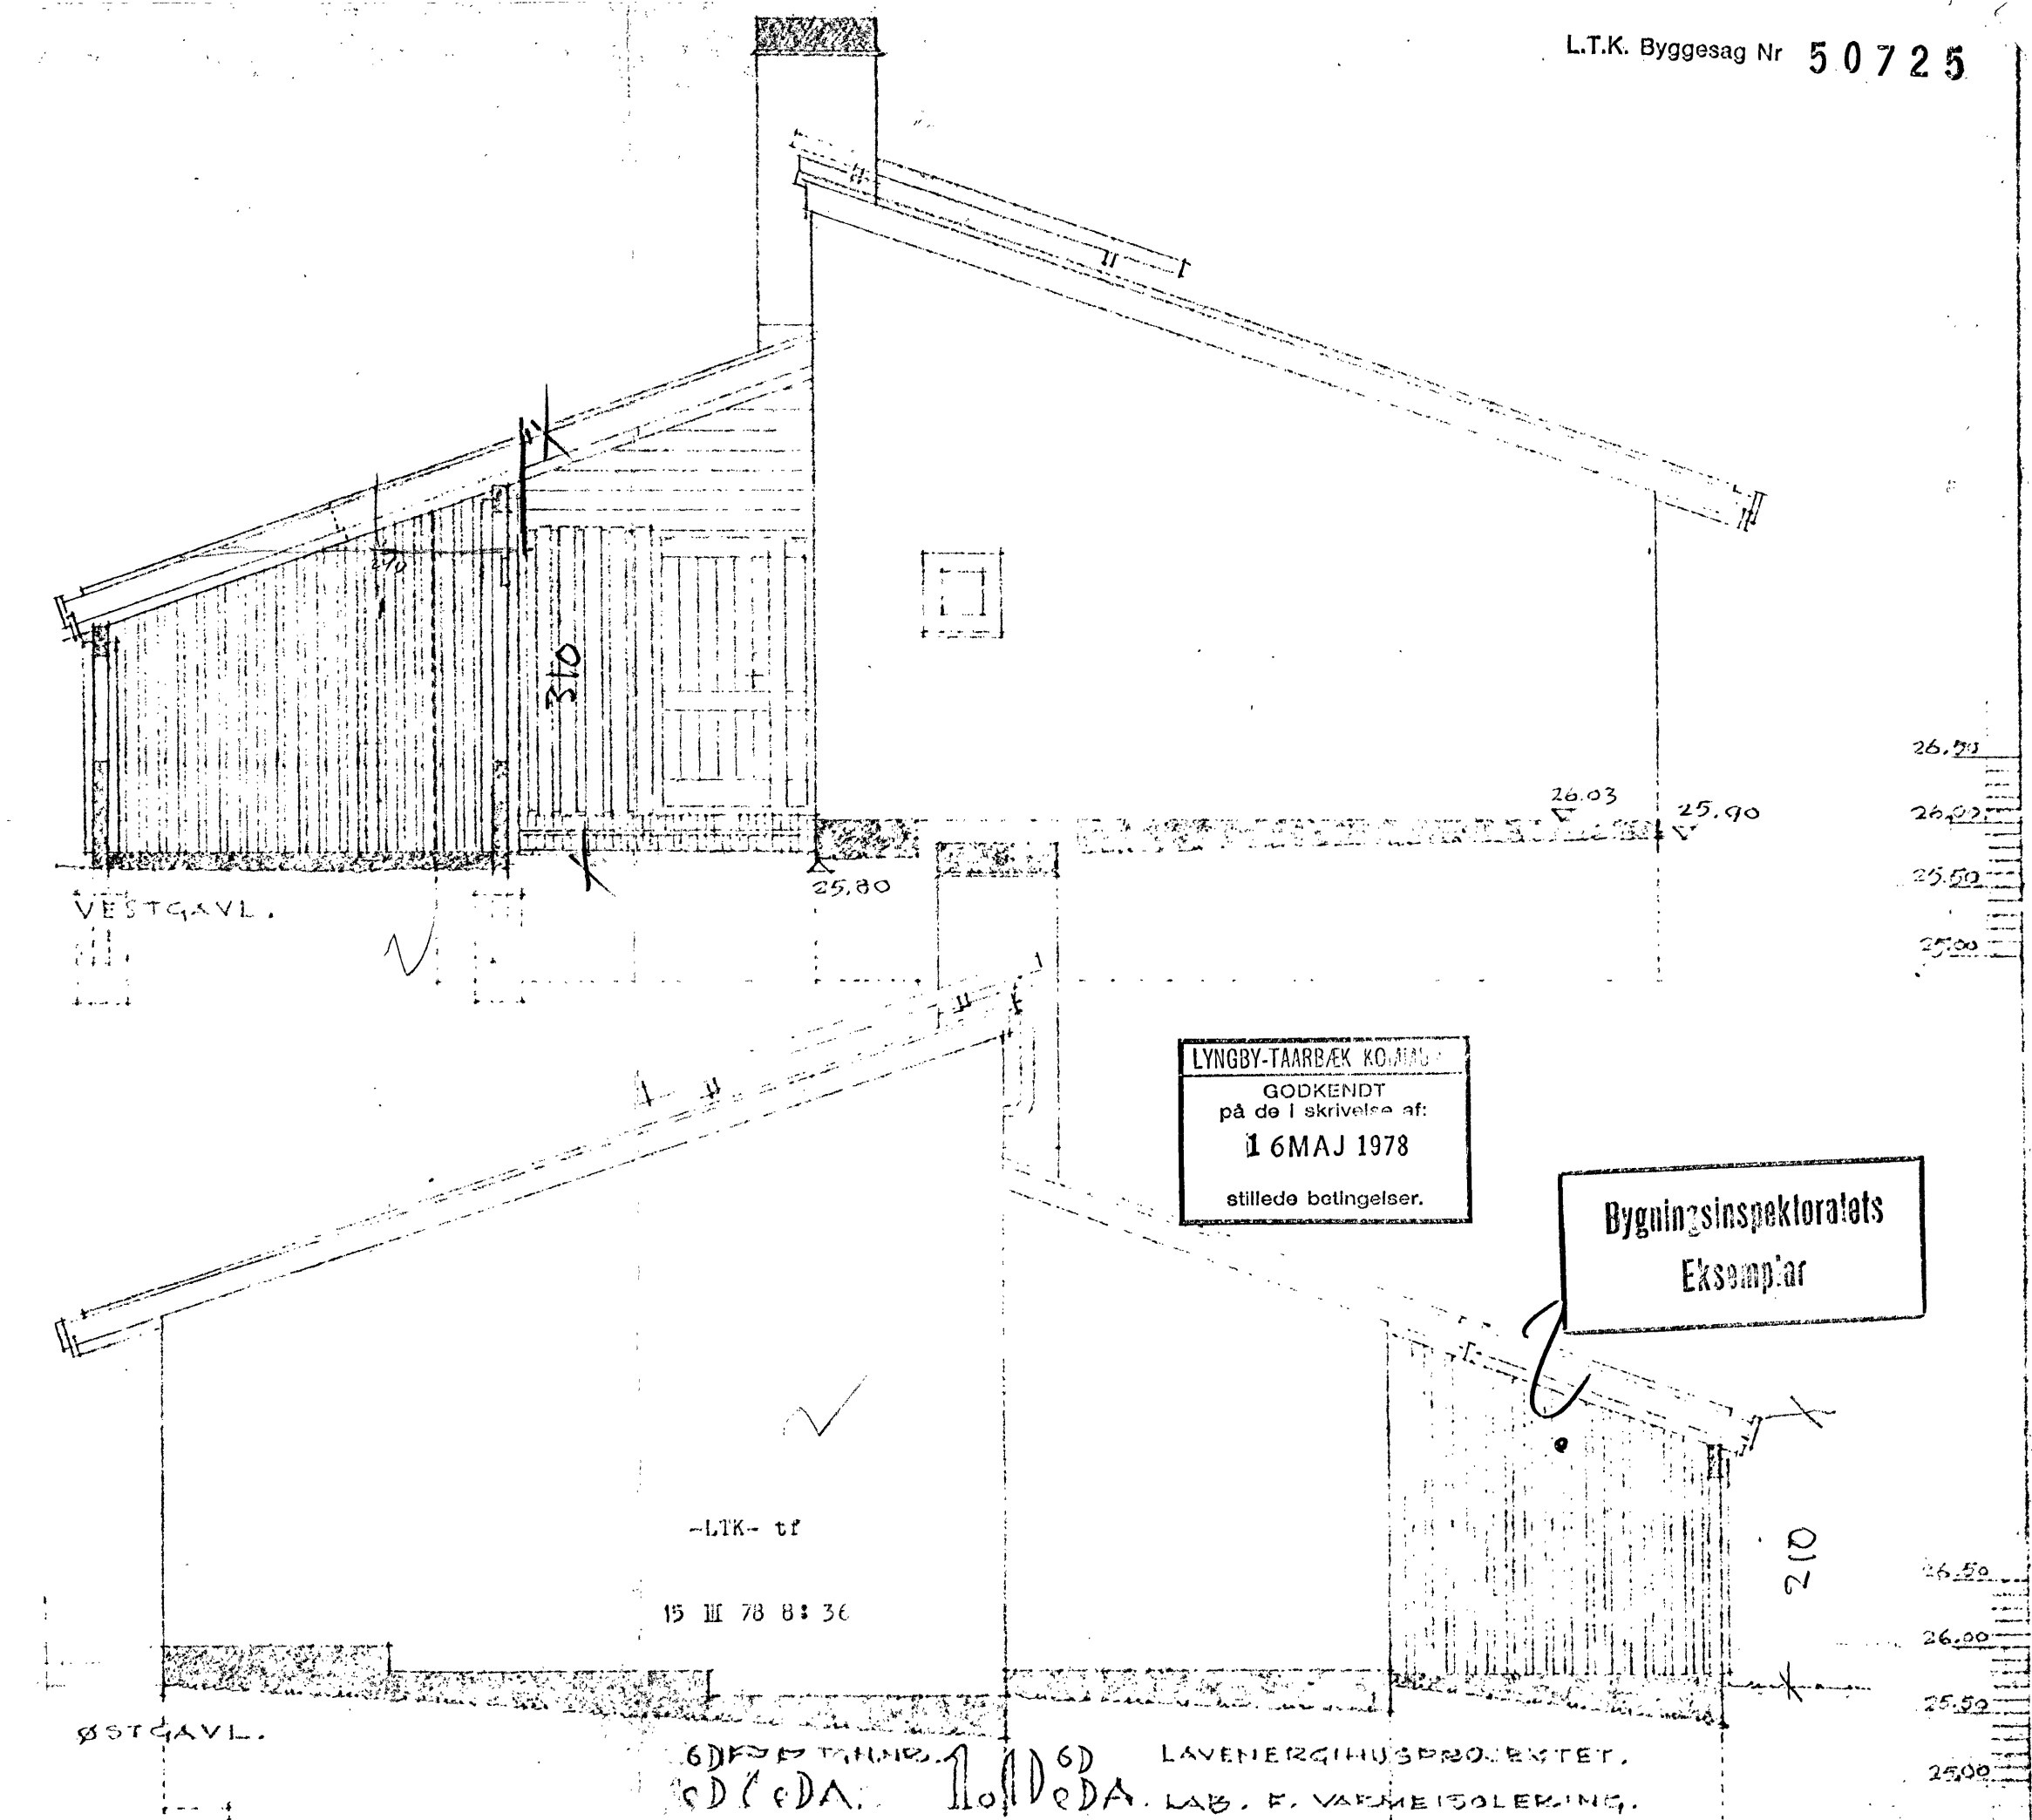 L.T.K. Byggesag Nr 50725
270
310
26.50
26.03
25.90
26.00
25.80
25.50
VESTGAVL.
25.00
LYNGBY-TAARBÆK
GODKENDT
på de i skrivelse af:
16 MAJ 1978
stillede betingelser.
Bygningsinspektoratets
Eksemplar
-LTK- tf
210
15 III 78 8:36
26.50
26.00
25.50
ØSTGAVL.
LAVENERGIHUSPROJEKTET.
25.00
LAB. F. VARMEISOLERING.